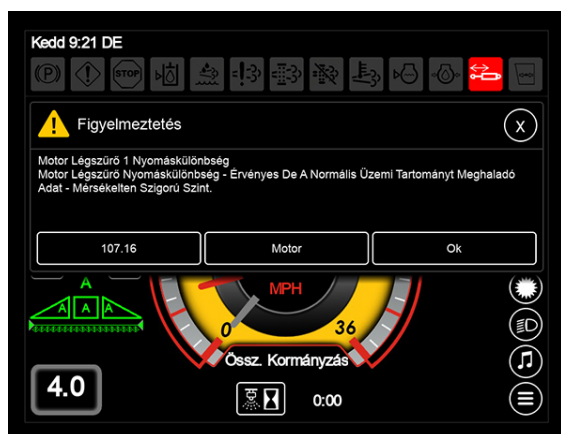 Kedd 9:21 DE
P
STOP
Figyelmeztetés
X
Motor Légszűrő 1 Nyomáskülönbség
Motor Légszűrő Nyomáskülönbség - Érvényes De A Normális Üzemi Tartományt Meghaladó
Adat - Mérsékelten Szigorú Szint.
107.16
Motor
Ok
A
A A A
MPH
0
36
Össz. Kormányzás
4.0
0:00